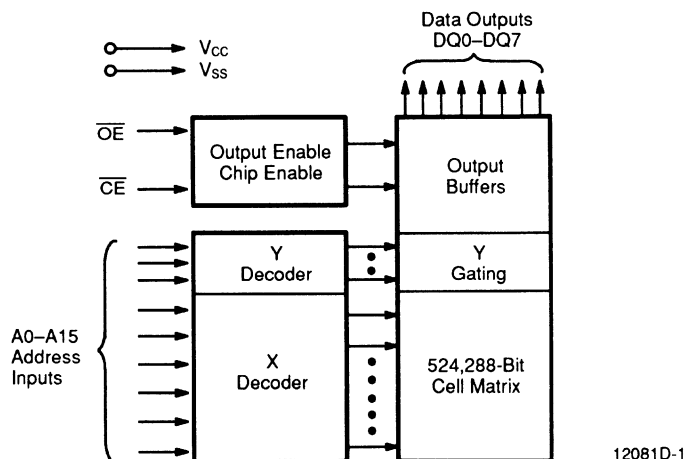 Data Outputs
DQ0–DQ7
VCC
VSS
OE
CE
Output Enable
Chip Enable
Output
Buffers
Y
Decoder
Y
Gating
A0–A15
Address
Inputs
X
Decoder
524,288-Bit
Cell Matrix
12081D-1